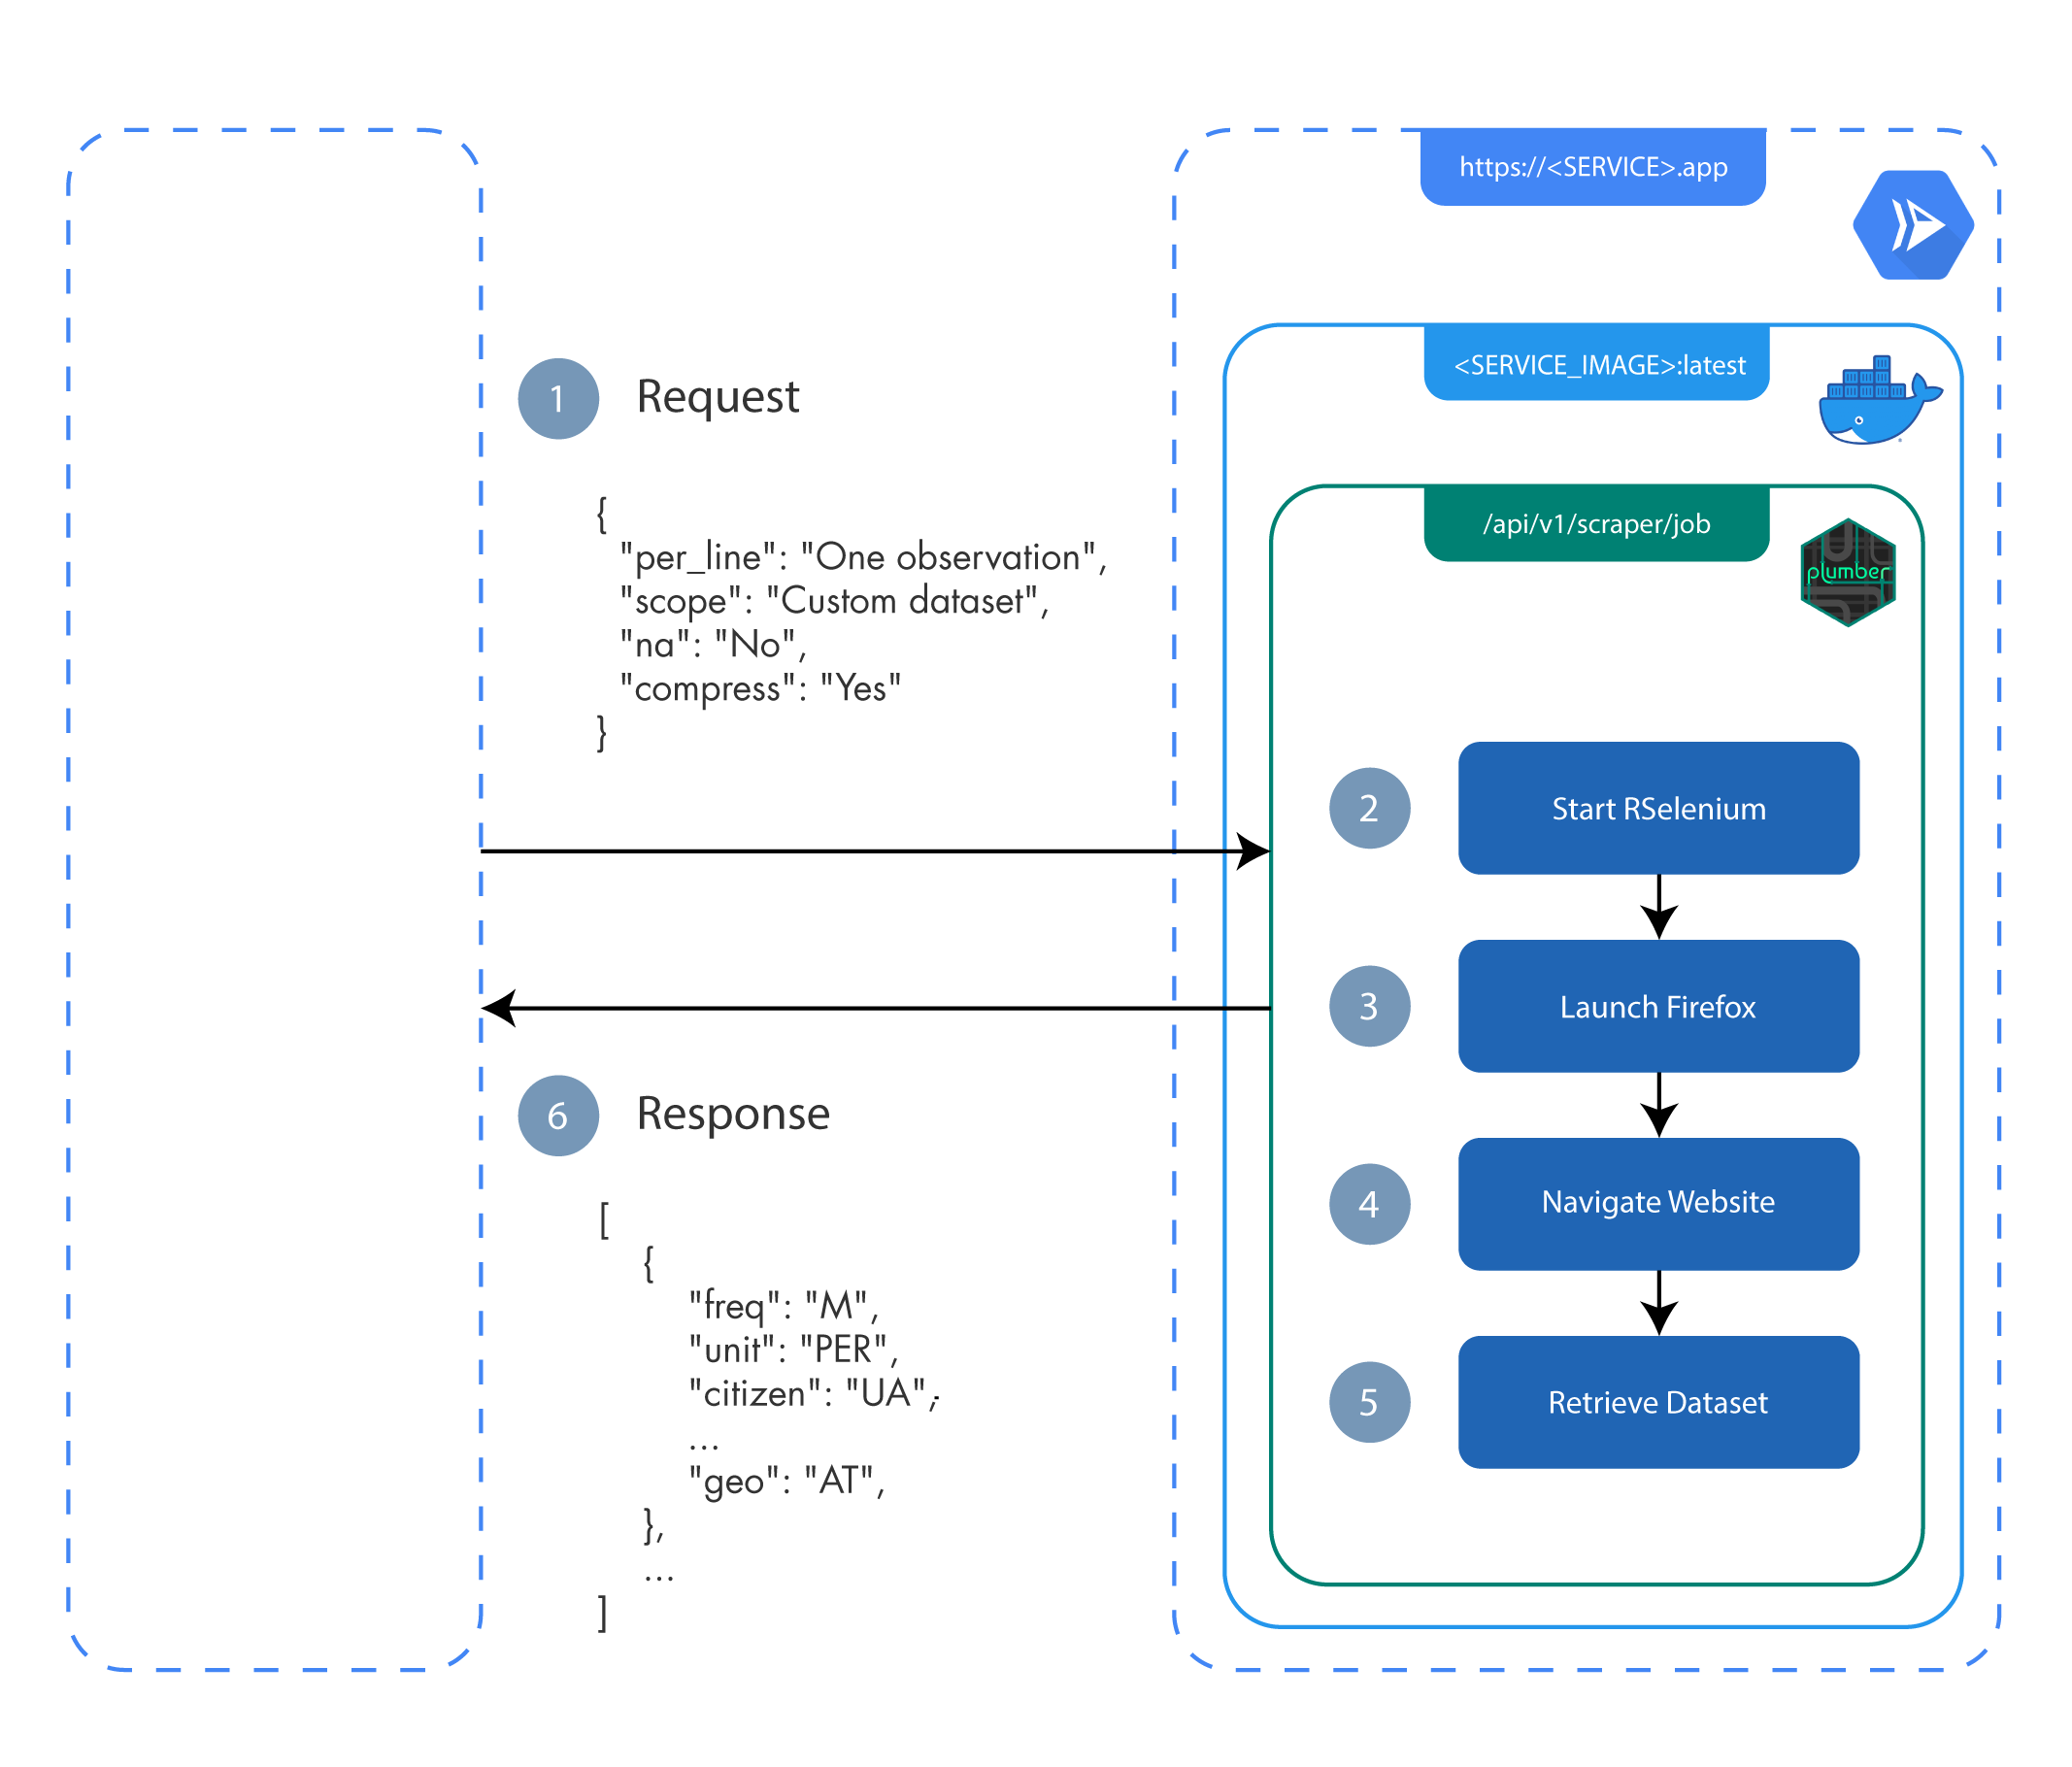 https://<SERVICE>.app
<SERVICE_IMAGE>:latest
/api/v1/scraper/job
plumber
1 Request
{
"per_line": "One observation",
"scope": "Custom dataset",
"na": "No",
"compress": "Yes"
}
2 Start RSelenium
3 Launch Firefox
4 Navigate Website
5 Retrieve Dataset
6 Response
[
{
"freq": "M",
"unit": "PER",
"citizen": "UA",
...
"geo": "AT",
},
...
]